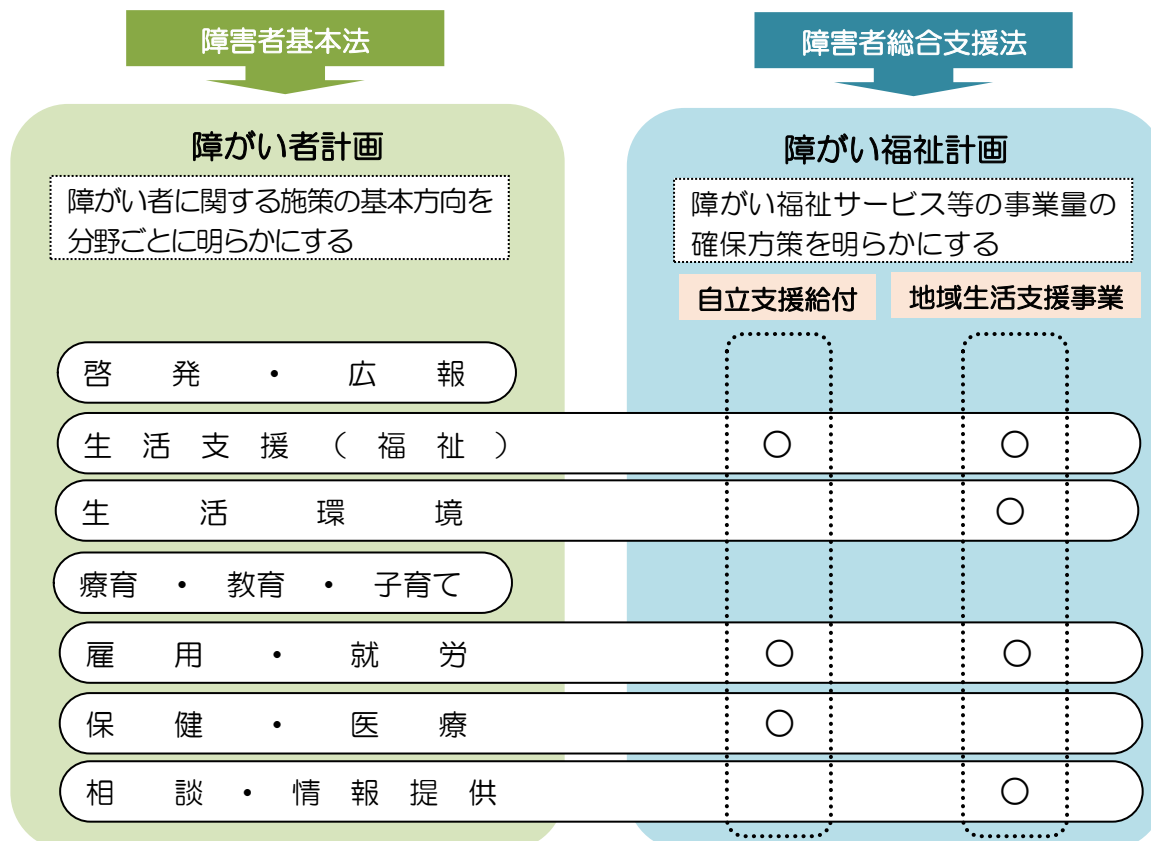 障害者基本法
障害者総合支援法
障がい者計画
障がい者に関する施策の基本方向を
分野ごとに明らかにする
障がい福祉計画
障がい福祉サービス等の事業量の
確保方策を明らかにする
自立支援給付
地域生活支援事業
啓発・広報
生活支援(福祉)
〇 〇
生活環境
〇
療育・教育・子育て
雇用・就労
〇 〇
保健・医療
〇
相談・情報提供
〇